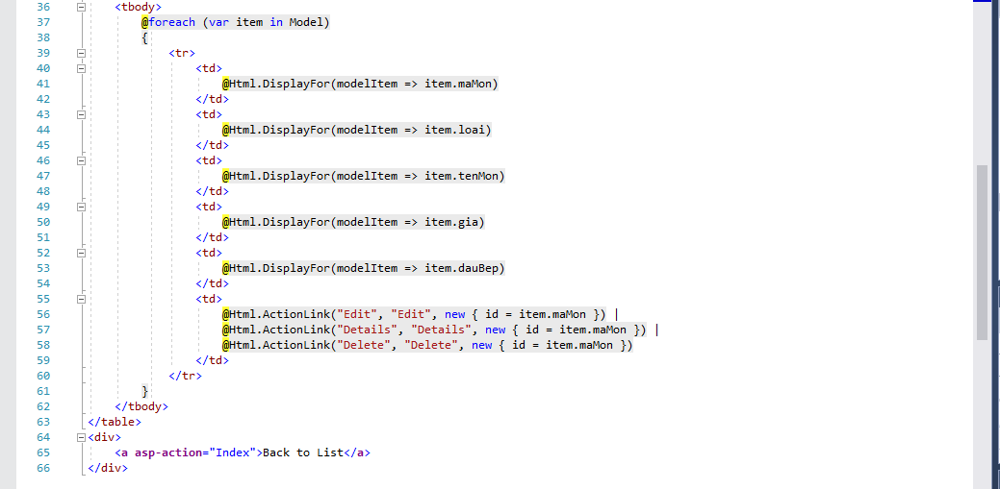 36 <tbody>
37 @foreach (var item in Model)
38 {
39 <tr>
40 <td>
41 @Html.DisplayFor(modelItem => item.maMon)
42 </td>
43 <td>
44 @Html.DisplayFor(modelItem => item.loai)
45 </td>
46 <td>
47 @Html.DisplayFor(modelItem => item.tenMon)
48 </td>
49 <td>
50 @Html.DisplayFor(modelItem => item.gia)
51 </td>
52 <td>
53 @Html.DisplayFor(modelItem => item.dauBep)
54 </td>
55 <td>
56 @Html.ActionLink("Edit", "Edit", new { id = item.maMon }) |
57 @Html.ActionLink("Details", "Details", new { id = item.maMon }) |
58 @Html.ActionLink("Delete", "Delete", new { id = item.maMon })
59 </td>
60 </tr>
61 }
62 </tbody>
63 </table>
64 <div>
65 <a asp-action="Index">Back to List</a>
66 </div>